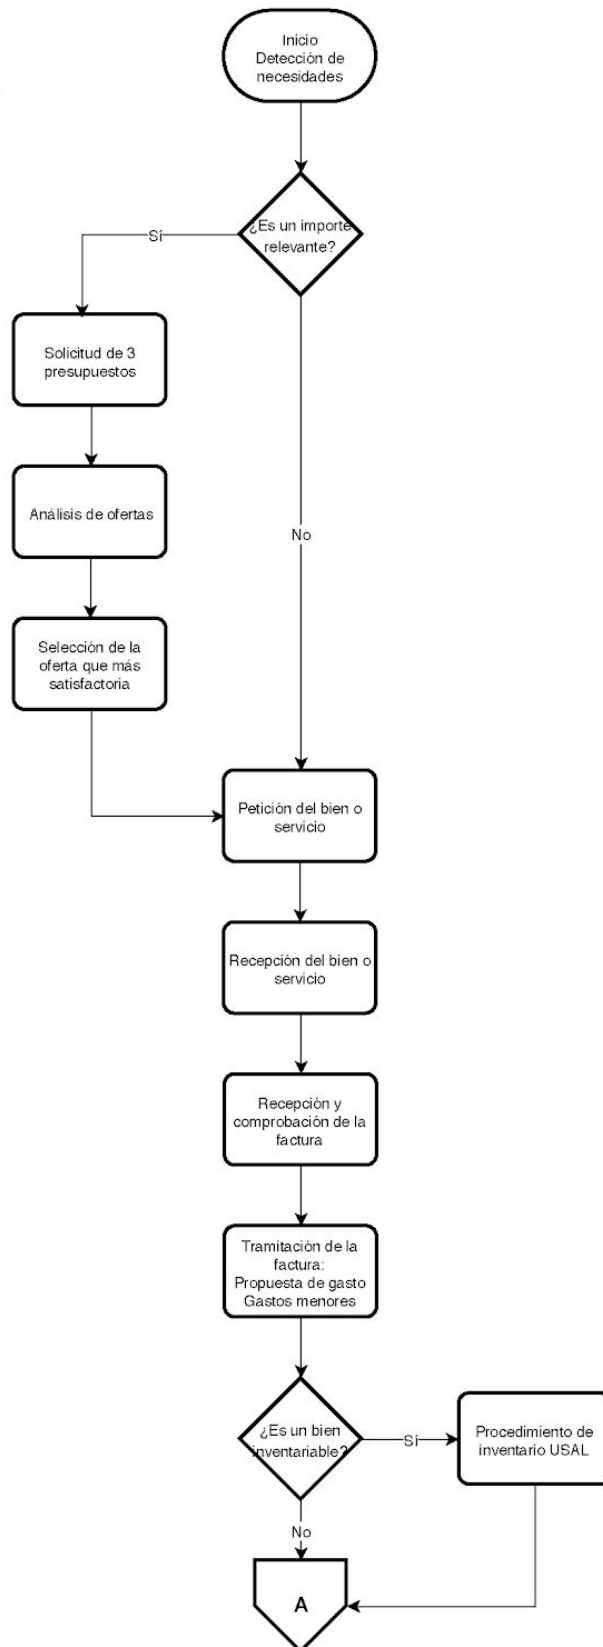 Inicio
Detección de
necesidades
¿Es un importe
relevante?
Sí
Solicitud de 3
presupuestos
Análisis de ofertas
No
Selección de la
oferta que más
satisfactoria
Petición del bien o
servicio
Recepción del bien o
servicio
Recepción y
comprobación de la
factura
Tramitación de la
factura:
Propuesta de gasto
Gastos menores
¿Es un bien
inventariable?
Sí
Procedimiento de
inventario USAL
No
A